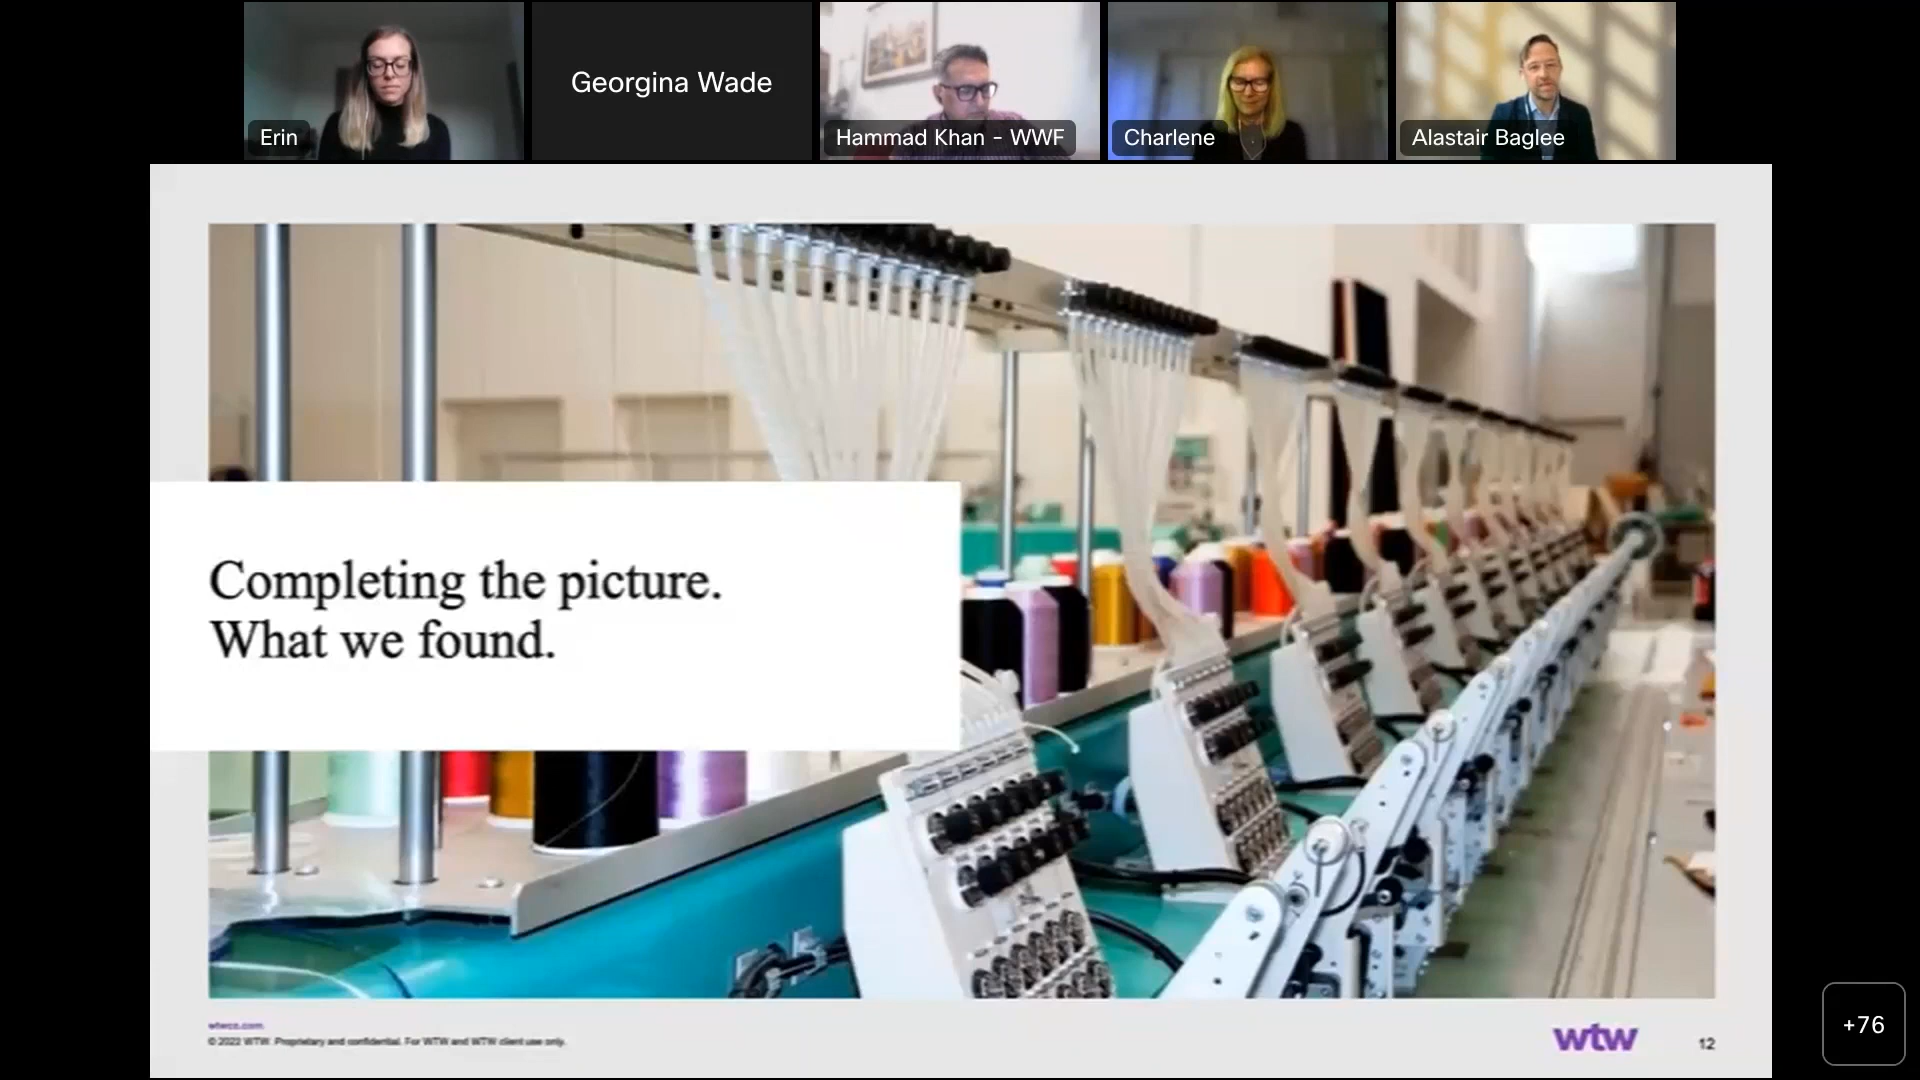 Erin
Georgina Wade
Hammad Khan - WWF
Charlene
Alastair Baglee
Completing the picture.
What we found.
wtwco.com
© 2022 WTW. Proprietary and confidential. For WTW and WTW client use only.
wtw
12
+76